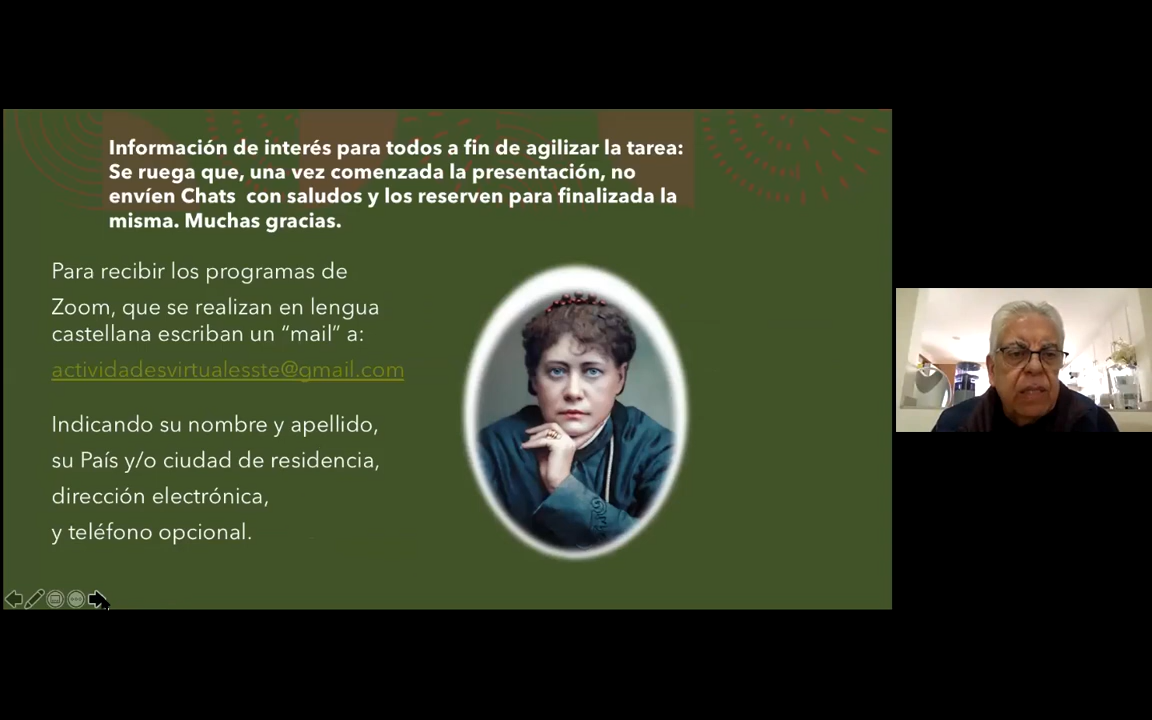 Información de interés para todos a fin de agilizar la tarea:
Se ruega que, una vez comenzada la presentación, no
envíen Chats  con saludos y los reserven para finalizada la
misma. Muchas gracias.
Para recibir los programas de
Zoom, que se realizan en lengua
castellana escriban un “mail” a:
actividadesvirtualesste@gmail.com
Indicando su nombre y apellido,
su País y/o ciudad de residencia,
dirección electrónica,
y teléfono opcional.